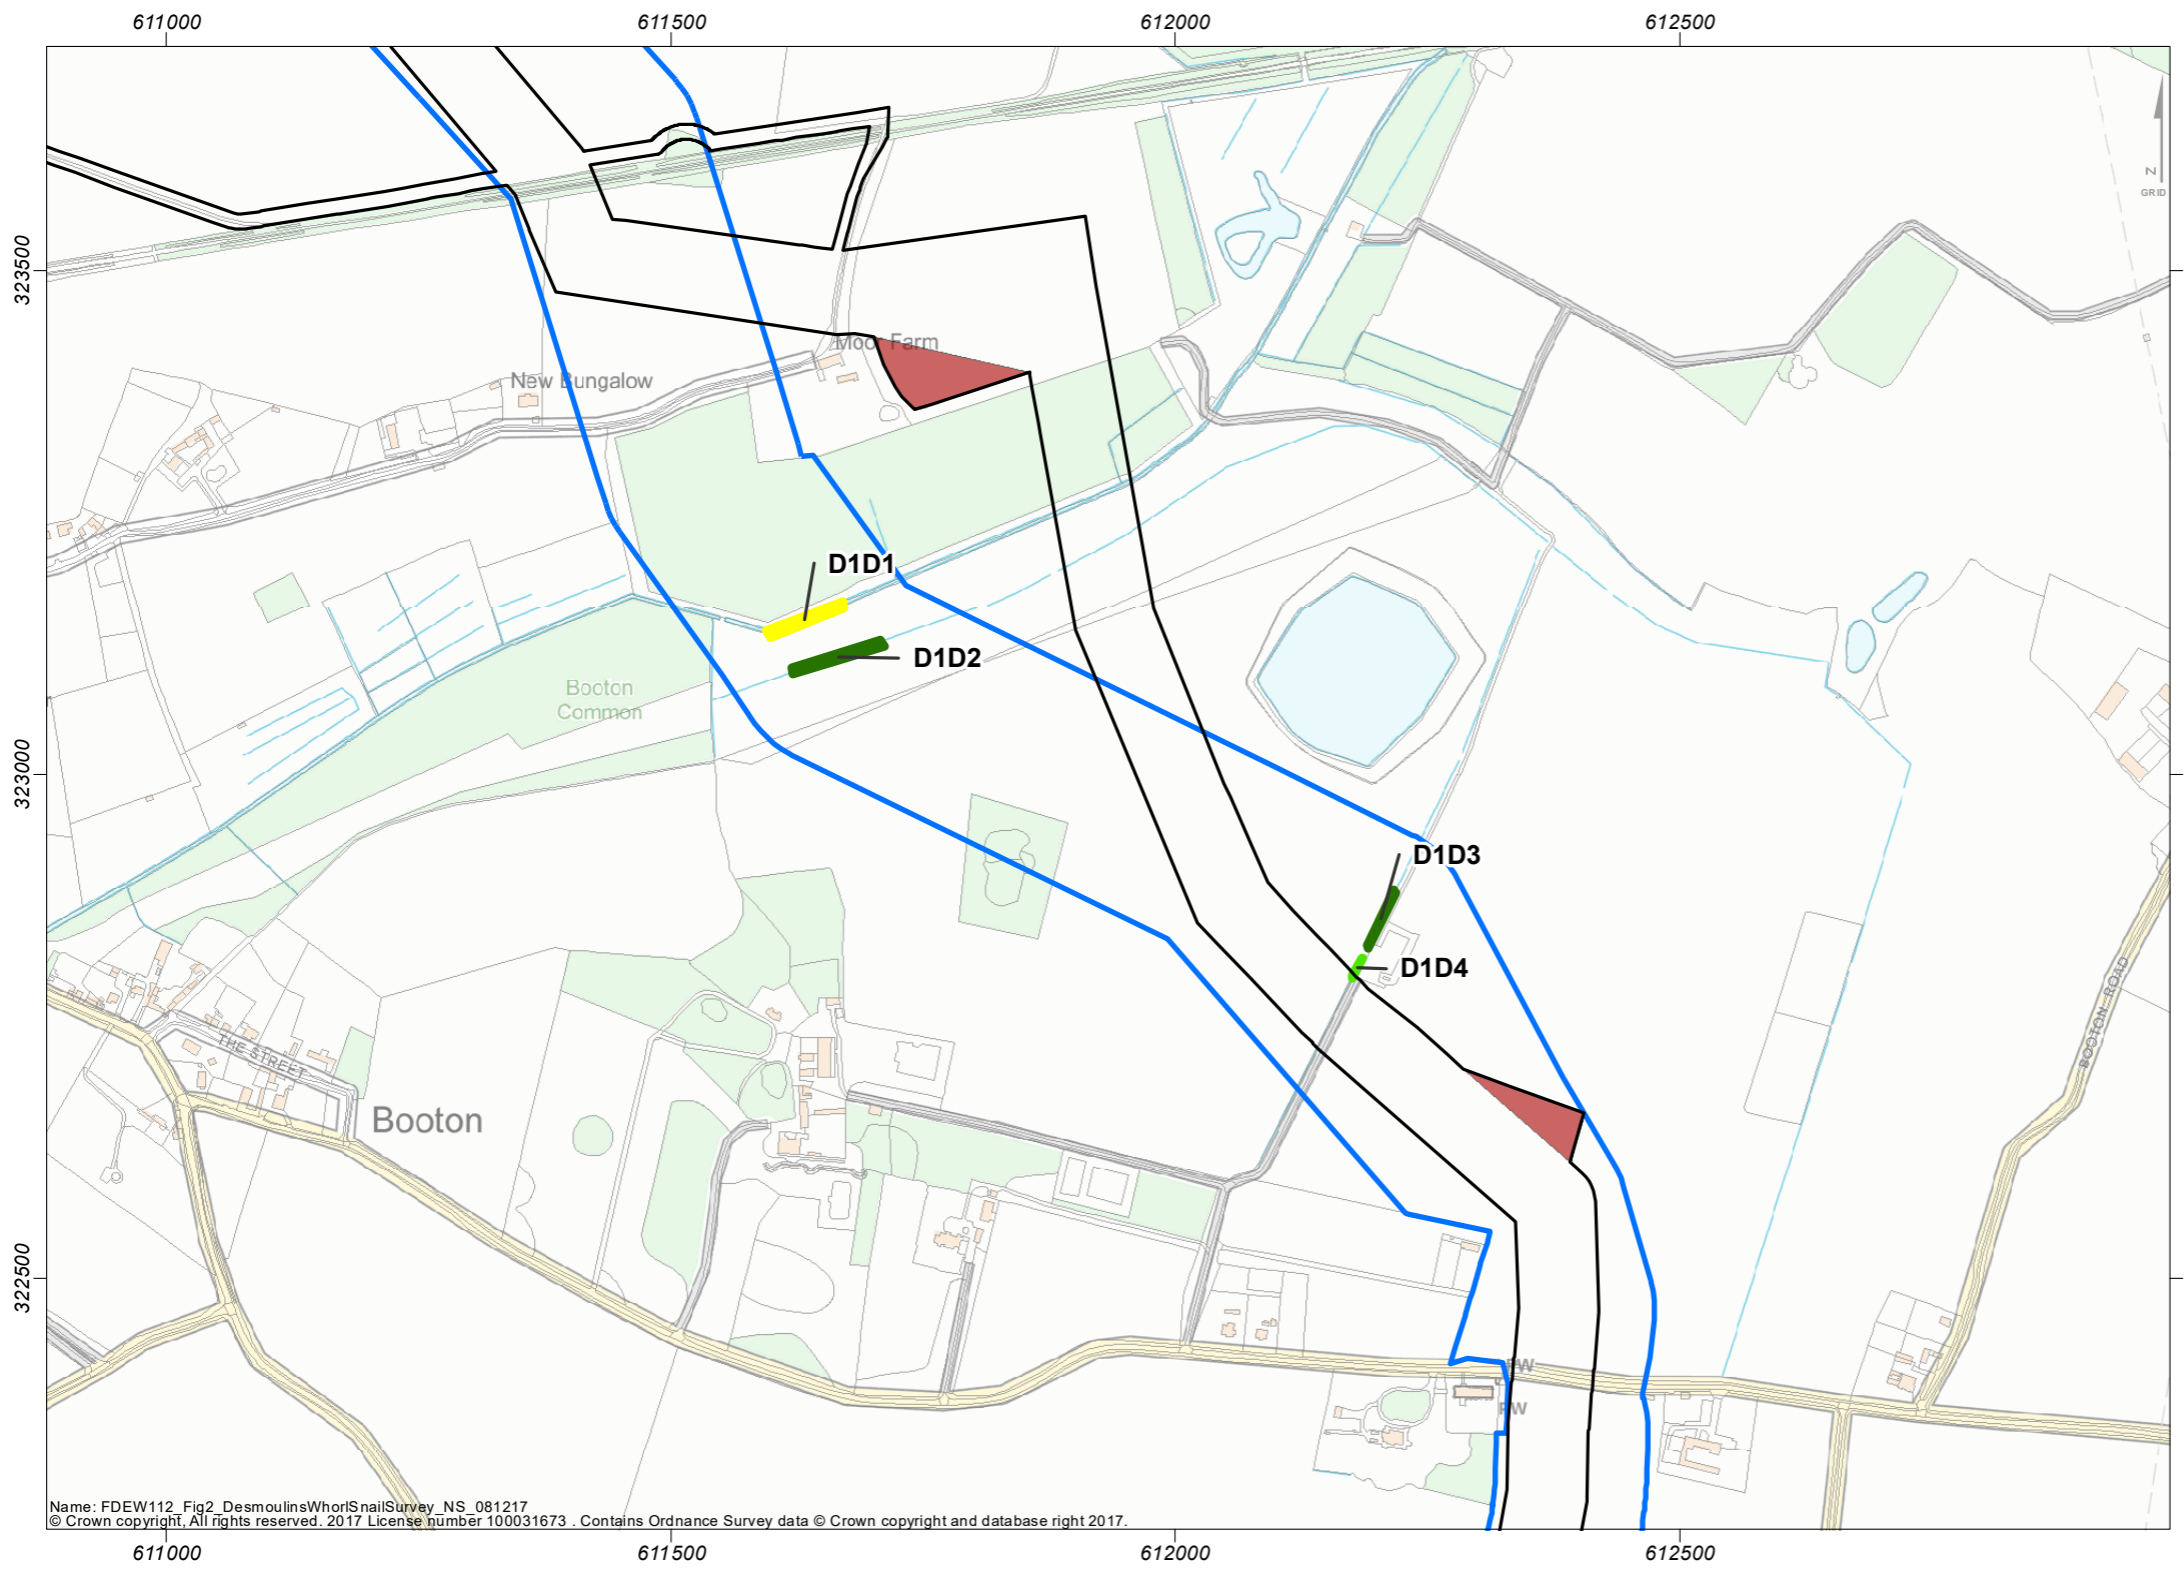 611000 611500 612000 612500
323500
323000
322500
N
GRID
Moor Farm
New Bungalow
D1D1
D1D2
Booton
Common
D1D3
D1D4
THE STREET
Booton
BOOTON ROAD
PW
PW
Name: FDEW112_Fig2_DesmoulinsWhorlSnailSurvey_NS_081217
© Crown copyright, All rights reserved. 2017 License number 100031673 . Contains Ordnance Survey data © Crown copyright and database right 2017.
611000 611500 612000 612500